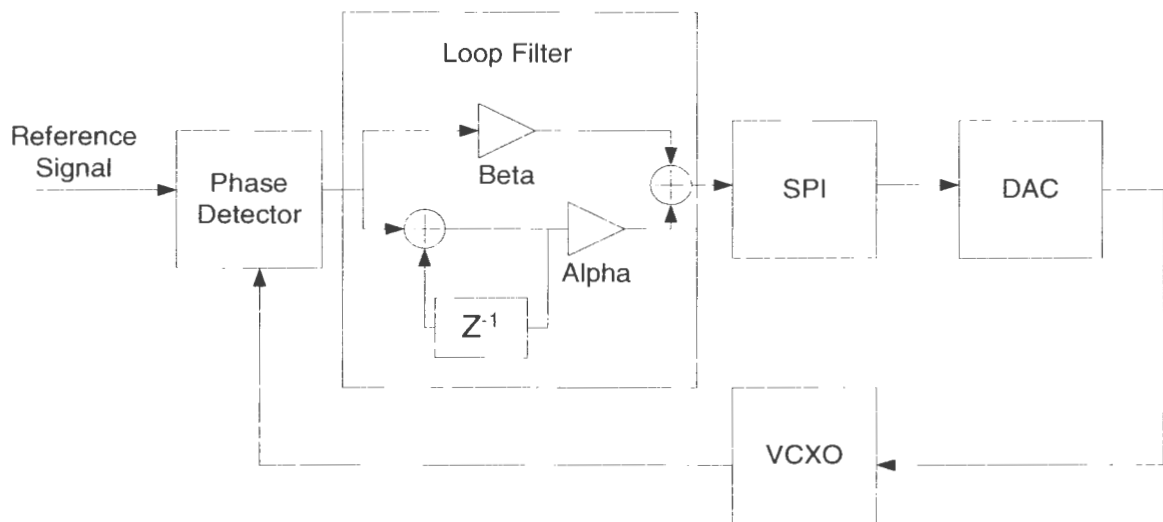 Loop Filter
Reference
Signal
Phase
Detector
Beta
Alpha
Z-1
SPI
DAC
VCXO